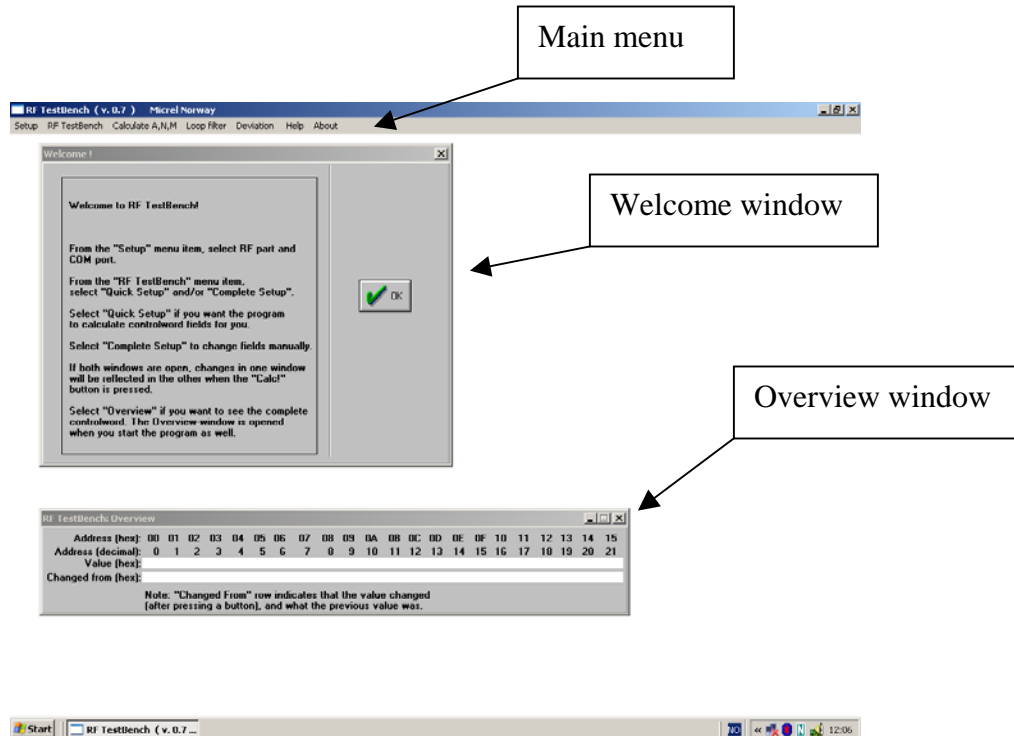 Main menu
RF TestBench ( v. 0.7 ) Micrel Norway
Setup RF TestBench Calculate A,N,M Loop filter Deviation Help About
Welcome !
Welcome to RF TestBench!
From the "Setup" menu item, select RF part and
COM port.
From the "RF TestBench" menu item,
select "Quick Setup" and/or "Complete Setup".
Select "Quick Setup" if you want the program
to calculate controlword fields for you.
Select "Complete Setup" to change fields manually.
If both windows are open, changes in one window
will be reflected in the other when the "Calc!"
button is pressed.
Select "Overview" if you want to see the complete
controlword. The Overview-window is opened
when you start the program as well.
OK
Welcome window
Overview window
RF TestBench: Overview
Address (hex): 00 01 02 03 04 05 06 07 08 09 0A 0B 0C 0D 0E 0F 10 11 12 13 14 15
Address (decimal): 0 1 2 3 4 5 6 7 8 9 10 11 12 13 14 15 16 17 18 19 20 21
Value (hex):
Changed from (hex):
Note: "Changed From" row indicates that the value changed
(after pressing a button), and what the previous value was.
Start RF TestBench ( v. 0.7 ... NO « N 12:06